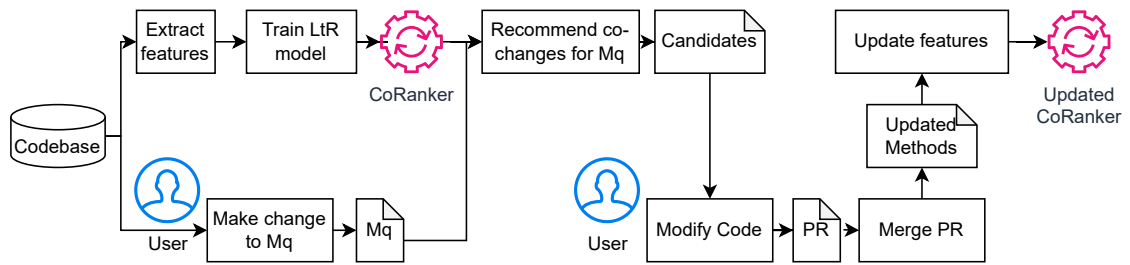 Extract
features
Train LtR
model
CoRanker
Recommend co-
changes for Mq
Candidates
Update features
Updated
CoRanker
Codebase
Updated
Methods
User
Make change
to Mq
Mq
User
Modify Code
PR
Merge PR